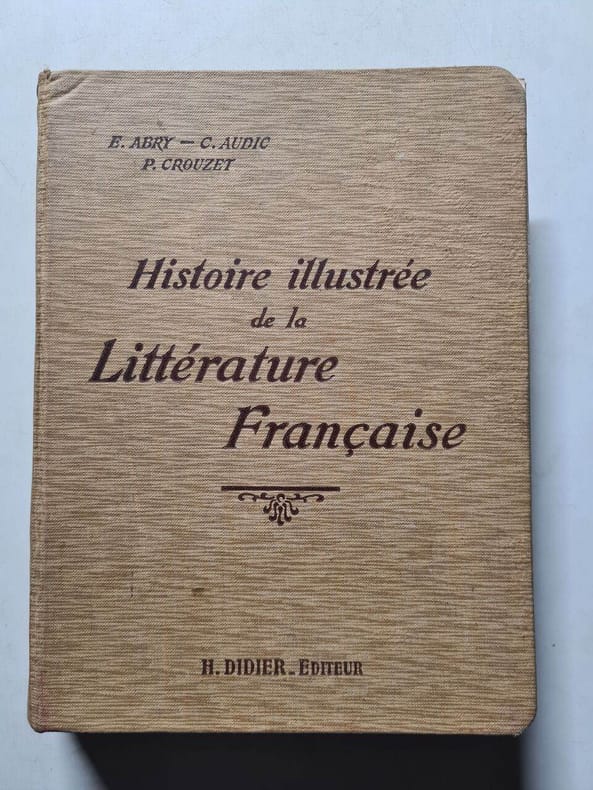 E. ABRY — C. AUDIC
P. CROUZET
Histoire illustrée
de la
Littérature
Française
H. DIDIER - EDITEUR